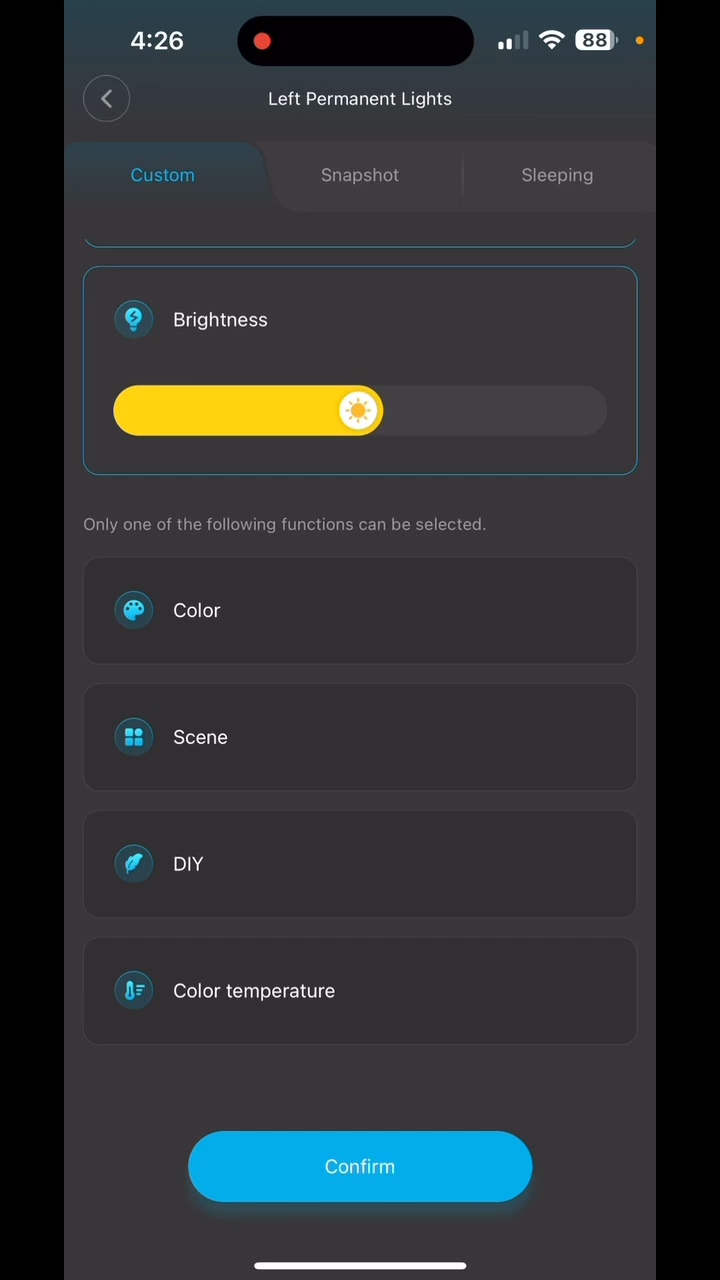 4:26
88
Left Permanent Lights
Custom
Snapshot
Sleeping
Brightness
Only one of the following functions can be selected.
Color
Scene
DIY
Color temperature
Confirm